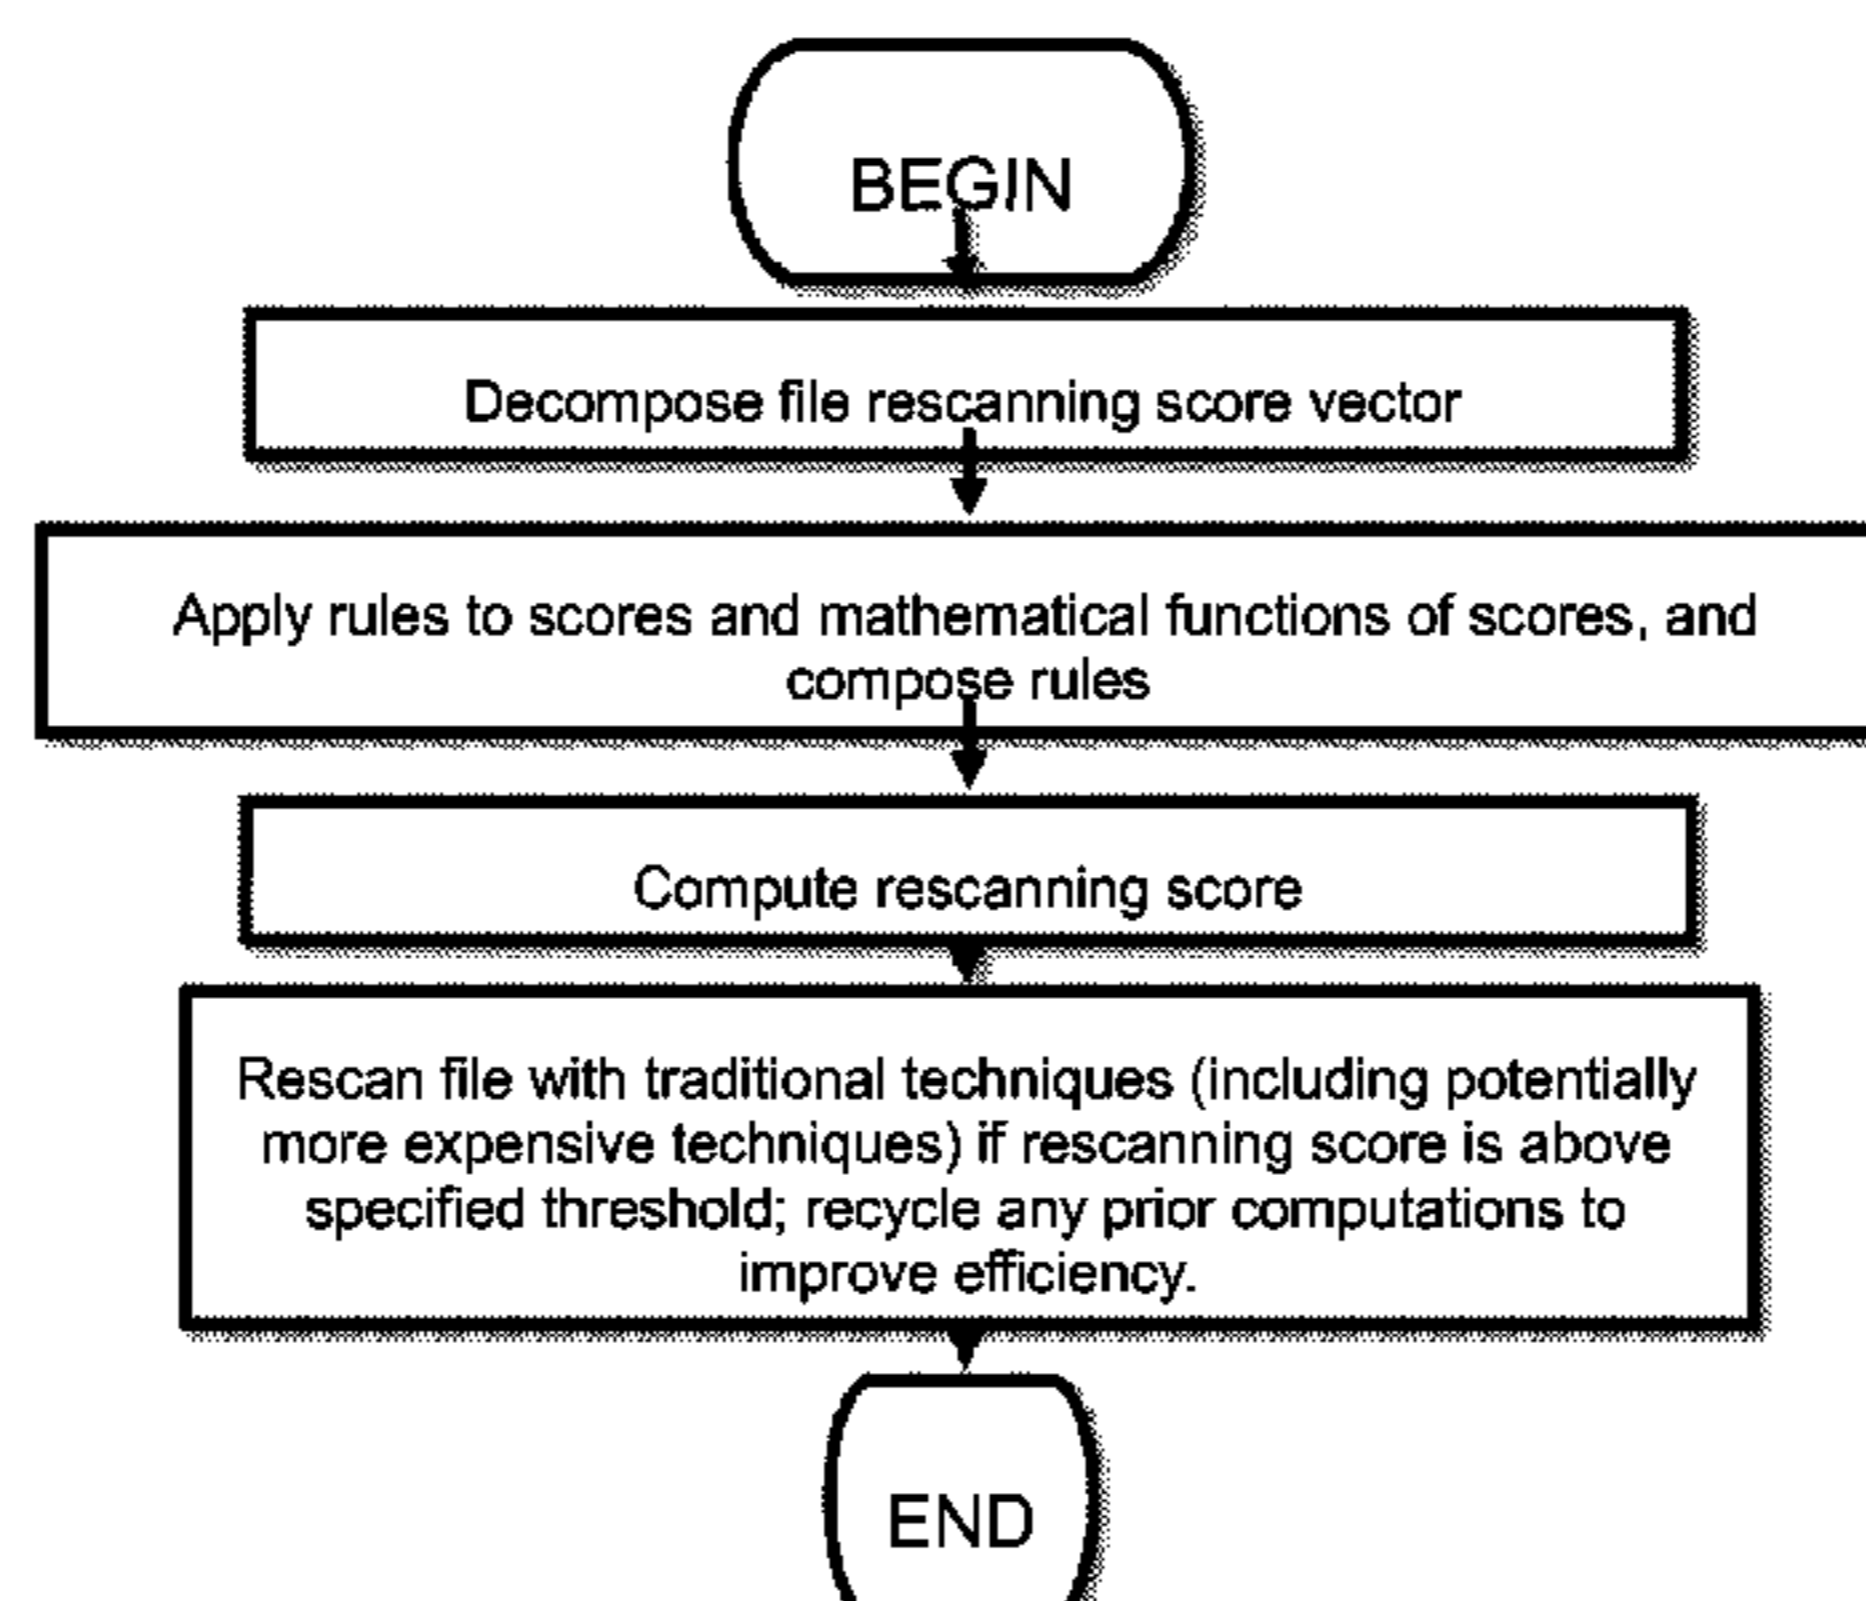 BEGIN
Decompose file rescanning score vector
Apply rules to scores and mathematical functions of scores, and
compose rules
Compute rescanning score
Rescan file with traditional techniques (including potentially
more expensive techniques) if rescanning score is above
specified threshold; recycle any prior computations to
improve efficiency.
END